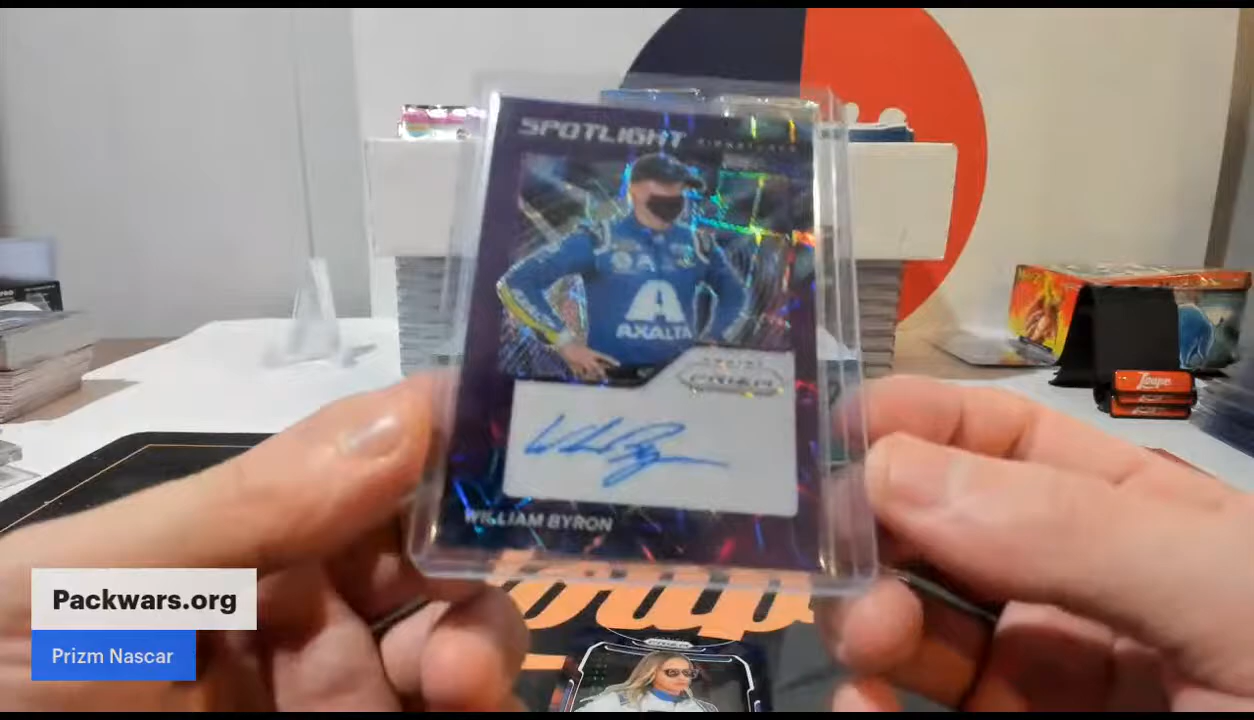 SPOTLIGHT
SIGNATURES
A
AXALTA
PRIZM
WILLIAM BYRON
Loupe
Packwars.org
Prizm Nascar